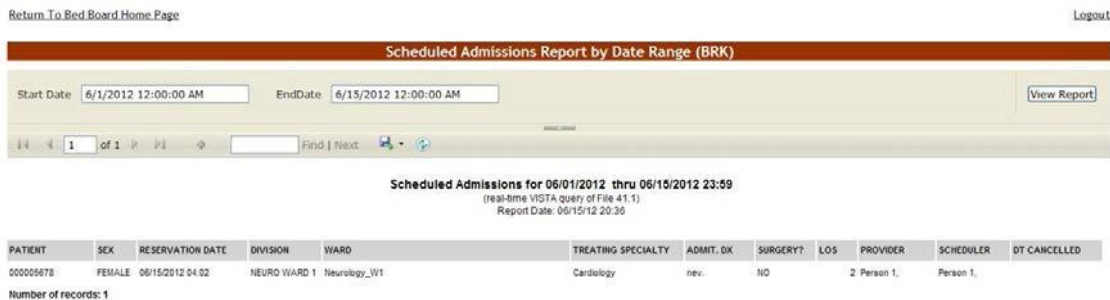 Return To Bed Board Home Page Logout
Scheduled Admissions Report by Date Range (BRK)
Start Date 6/1/2012 12:00:00 AM EndDate 6/15/2012 12:00:00 AM View Report
1 of 1 Find | Next
Scheduled Admissions for 06/01/2012 thru 06/15/2012 23:59
(real-time VISTA query of File 41.1)
Report Date: 06/15/12 20:36
PATIENT SEX RESERVATION DATE DIVISION WARD TREATING SPECIALTY ADMIT. DX SURGERY? LOS PROVIDER SCHEDULER DT CANCELLED
000005678 FEMALE 06/15/2012 04:02 NEURO WARD 1 Neurology_W1 Cardiology nev. NO 2 Person 1, Person 1,
Number of records: 1